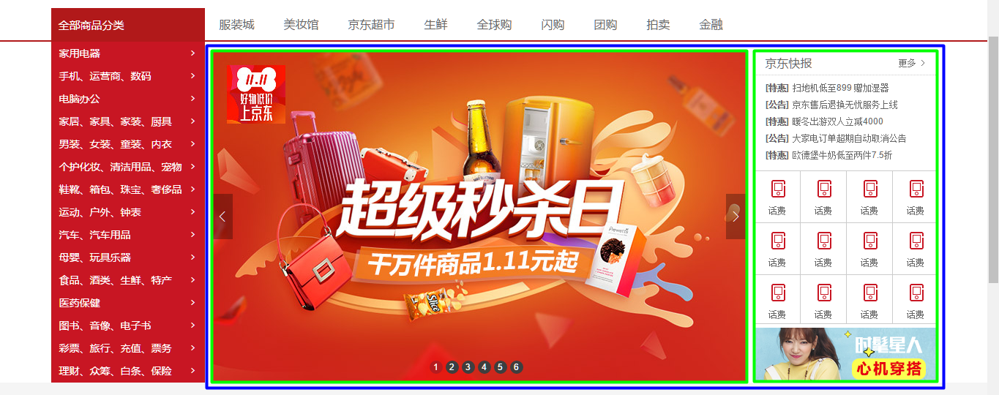 全部商品分类
服装城 美妆馆 京东超市 生鲜 全球购 闪购 团购 拍卖 金融
家用电器
手机、运营商、数码
电脑办公
家居、家具、家装、厨具
男装、女装、童装、内衣
个护化妆、清洁用品、宠物
鞋靴、箱包、珠宝、奢侈品
运动、户外、钟表
汽车、汽车用品
母婴、玩具乐器
食品、酒类、生鲜、特产
医药保健
图书、音像、电子书
彩票、旅行、充值、票务
理财、众筹、白条、保险
11.11
好物低价
上京东
超级秒杀日
千万件商品1.11元起
Prewett's
Slice
1 2 3 4 5 6
京东快报 更多
[特惠] 扫地机低至899 赠加湿器
[公告] 京东售后退换无忧服务上线
[特惠] 暖冬出游双人立减4000
[公告] 大家电订单超期自动取消公告
[特惠] 欧德堡牛奶低至两件7.5折
话费 话费 话费 话费
话费 话费 话费 话费
话费 话费 话费 话费
时髦星人
心机穿搭